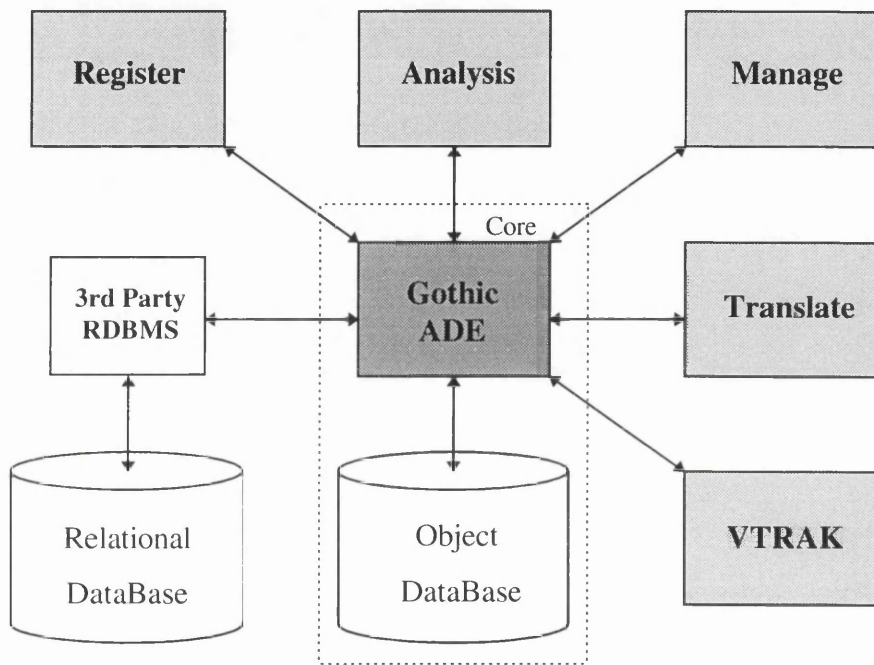 Register
Analysis
Manage
Core
3rd Party
RDBMS
Gothic
ADE
Translate
Relational
DataBase
Object
DataBase
VTRAK